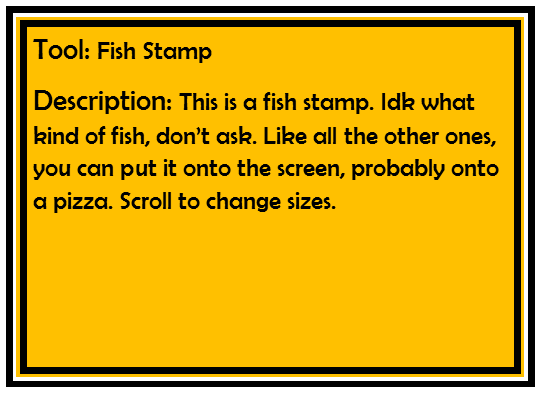 Tool: Fish Stamp
Description: This is a fish stamp. Idk what
kind of fish, don’t ask. Like all the other ones,
you can put it onto the screen, probably onto
a pizza. Scroll to change sizes.